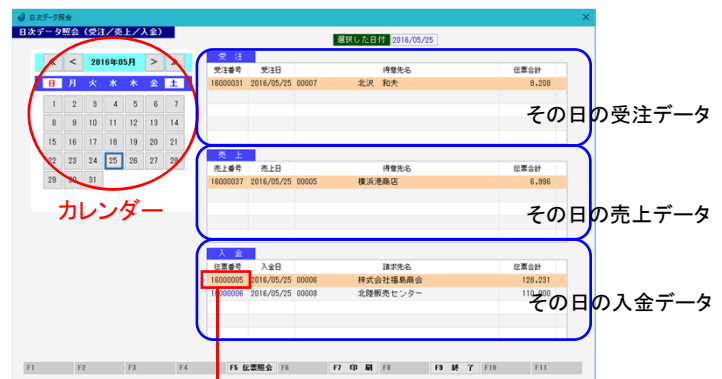 日次データ照会
日次データ照会（受注／売上／入金）
選択した日付 2016/05/25
< 2016年05月 >
日 月 火 水 木 金 土
1 2 3 4 5 6 7
8 9 10 11 12 13 14
15 16 17 18 19 20 21
22 23 24 25 26 27 28
29 30 31
カレンダー
受 注
受注番号 受注日 得意先名 伝票合計
16000031 2016/05/25 00007 北沢 和夫 8,208
その日の受注データ
売 上
売上番号 売上日 得意先名 伝票合計
16000037 2016/05/25 00005 横浜港商店 6,996
その日の売上データ
入 金
伝票番号 入金日 請求先名 伝票合計
16000005 2016/05/25 00006 株式会社福島商会 128,231
16000006 2016/05/25 00008 北陸販売センター
その日の入金データ
F1 F2 F3 F4 F5 伝票照会 F6 F7 印 刷 F8 F9 終 了 F10 F11